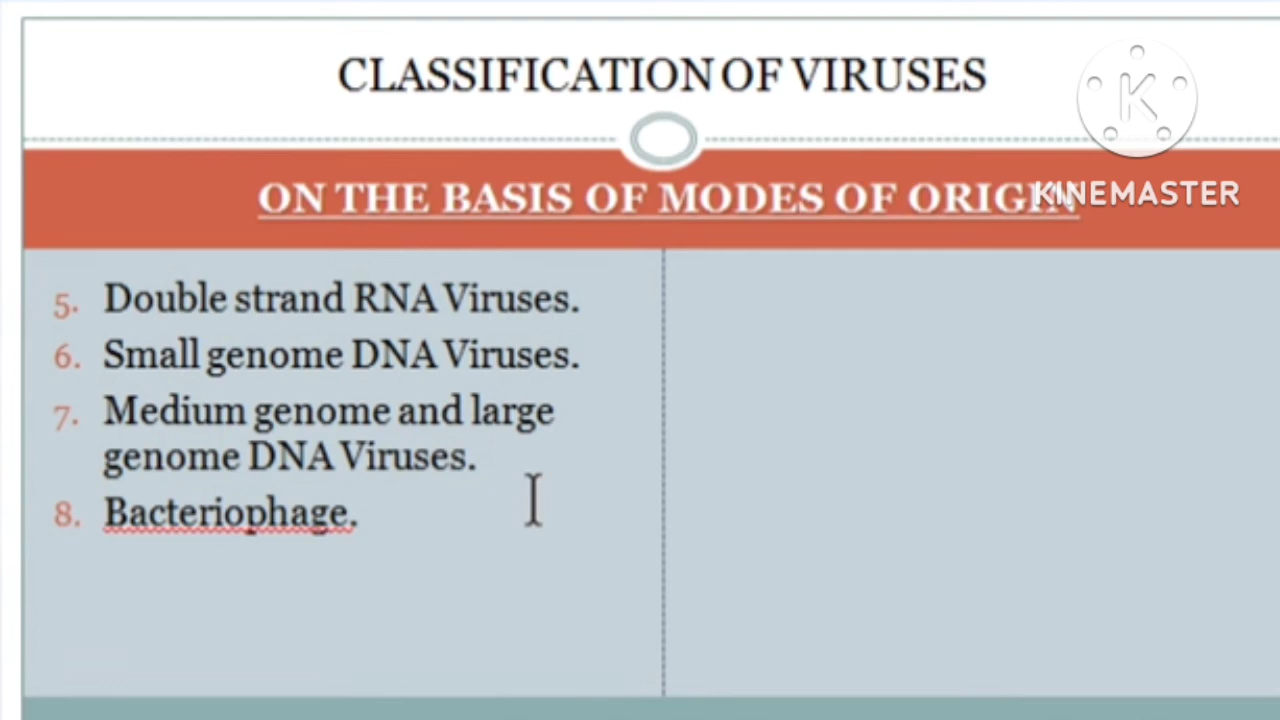 CLASSIFICATION OF VIRUSES
ON THE BASIS OF MODES OF ORIGIN
KINEMASTER
5. Double strand RNA Viruses.
6. Small genome DNA Viruses.
7. Medium genome and large
genome DNA Viruses.
8. Bacteriophage.